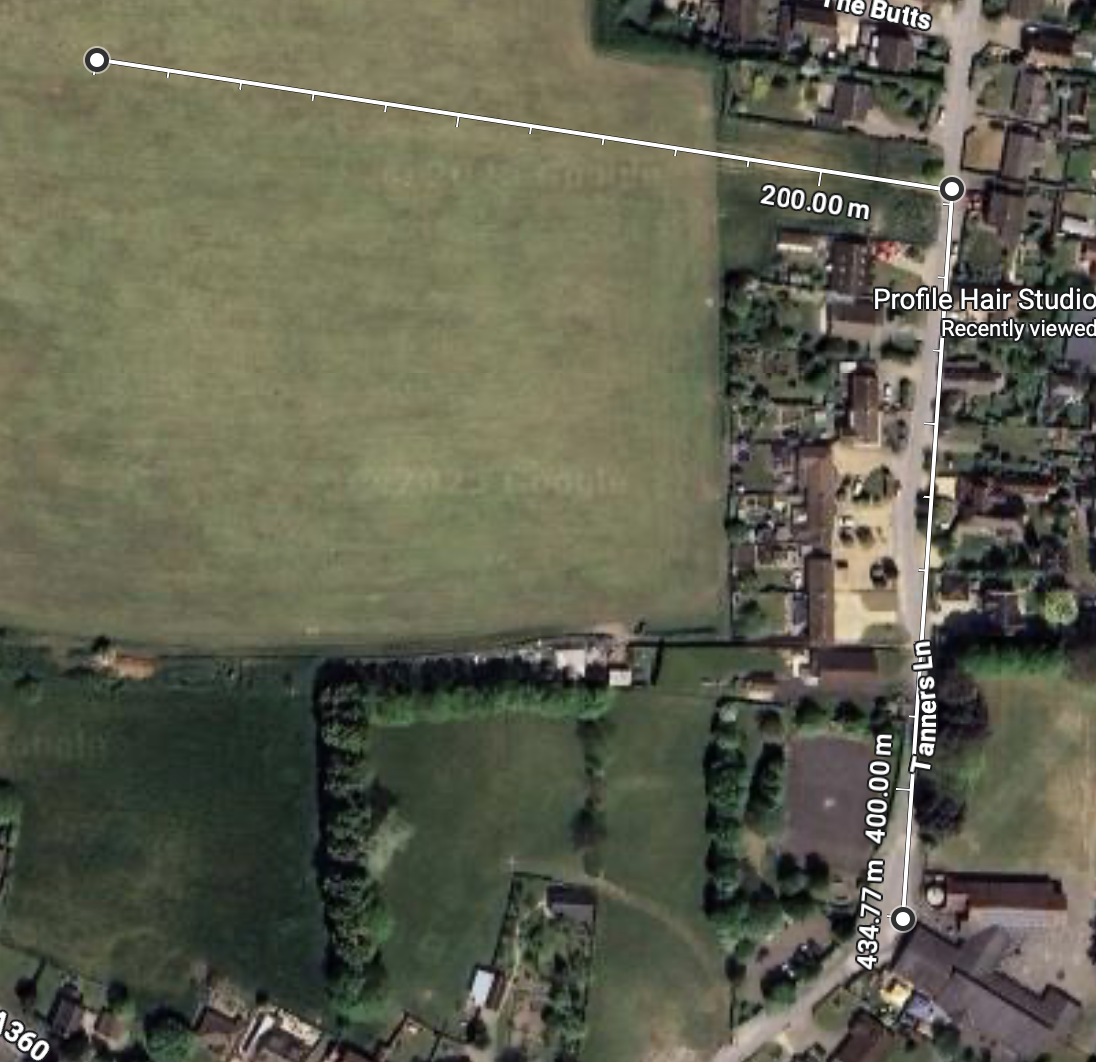 The Butts
200.00 m
Profile Hair Studio
Recently viewed
Tanners Ln
400.00 m
434.77 m
A360